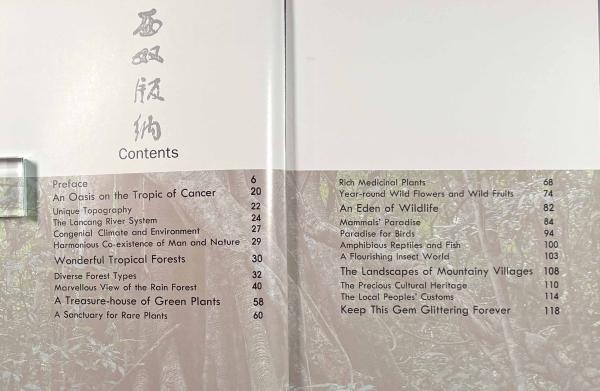 西双版纳
Contents
Preface 6
An Oasis on the Tropic of Cancer 20
Unique Topography 22
The Lancang River System 24
Congenial Climate and Environment 27
Harmonious Co-existence of Man and Nature 29
Wonderful Tropical Forests 30
Diverse Forest Types 32
Marvellous View of the Rain Forest 40
A Treasure-house of Green Plants 58
A Sanctuary for Rare Plants 60
Rich Medicinal Plants 68
Year-round Wild Flowers and Wild Fruits 74
An Eden of Wildlife 82
Mammals' Paradise 84
Paradise for Birds 94
Amphibious Reptiles and Fish 100
A Flourishing Insect World 103
The Landscapes of Mountainy Villages 108
The Precious Cultural Heritage 110
The Local Peoples' Customs 114
Keep This Gem Glittering Forever 118